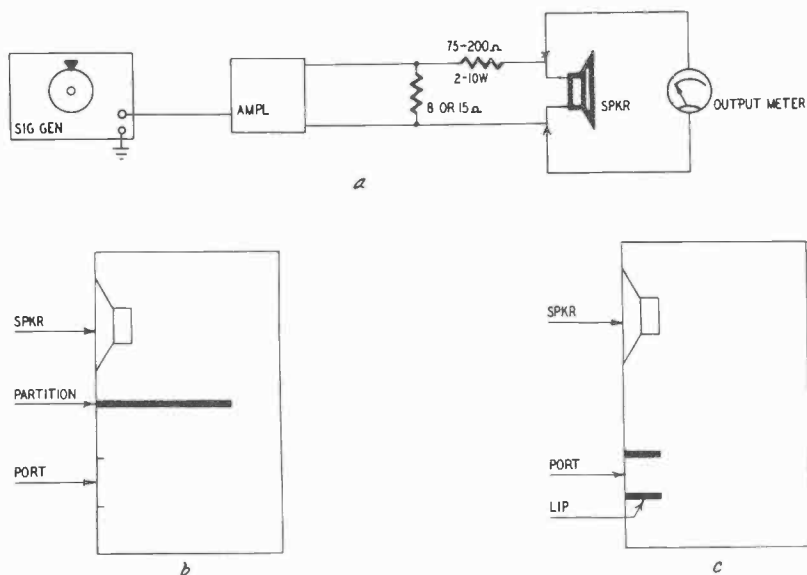 75-200Ω
2-10W
SIG GEN
AMPL
8 OR 15Ω
SPKR
OUTPUT METER
a
SPKR
PARTITION
PORT
b
SPKR
PORT
LIP
c